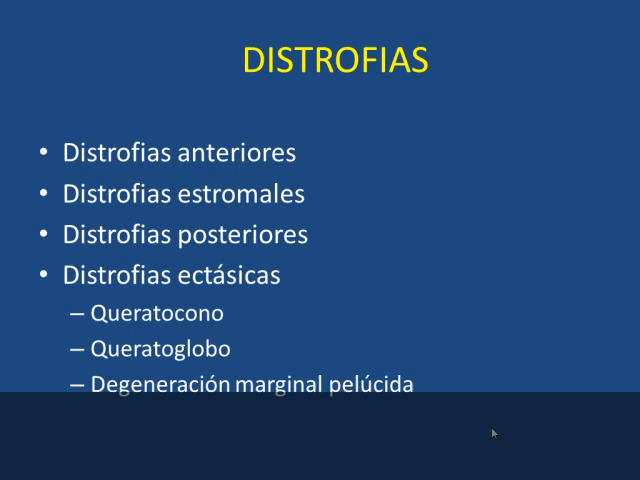 DISTROFIAS
• Distrofias anteriores
• Distrofias estromales
• Distrofias posteriores
• Distrofias ectásicas
– Queratocono
– Queratoglobo
– Degeneración marginal pelúcida